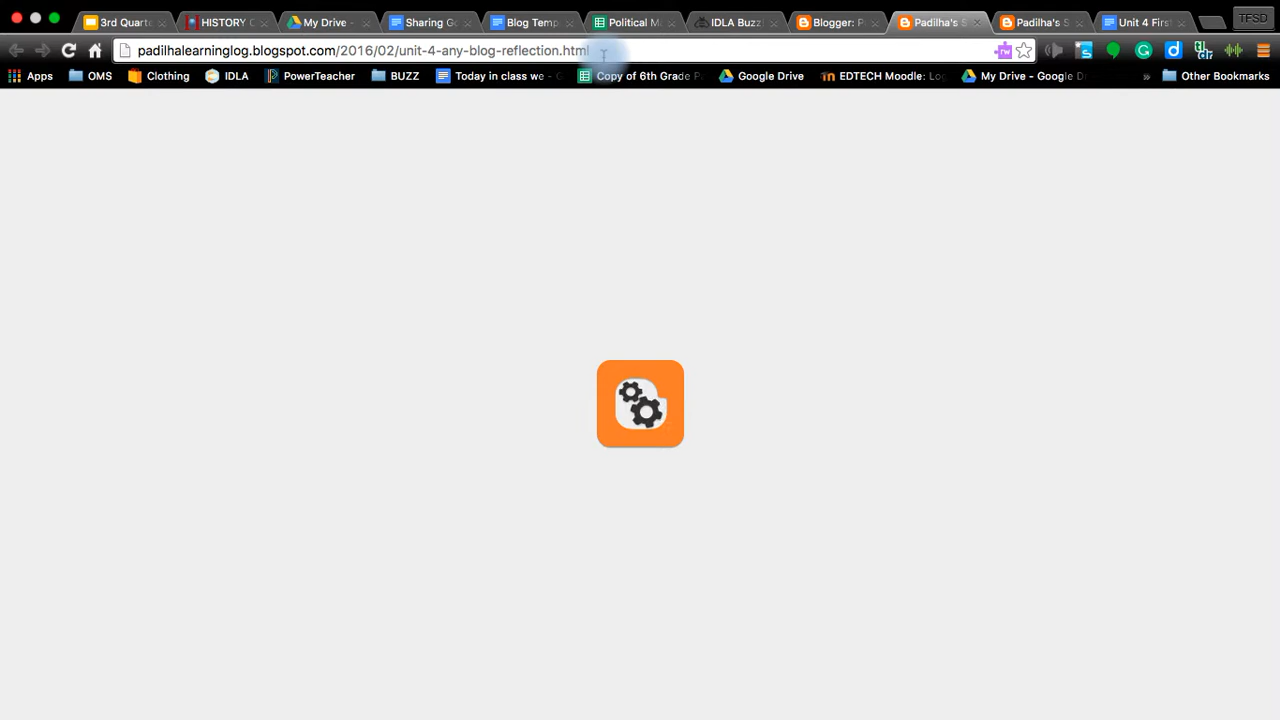 3rd Quarte HISTORY C My Drive - Sharing Go Blog Temp Political M IDLA Buzz Blogger: P Padilha's S Padilha's S Unit 4 First TFSD
padilhalearninglog.blogspot.com/2016/02/unit-4-any-blog-reflection.html rw
Apps OMS Clothing IDLA PowerTeacher BUZZ Today in class we - G Copy of 6th Grade P Google Drive EDTECH Moodle: Lo My Drive - Google D » Other Bookmarks